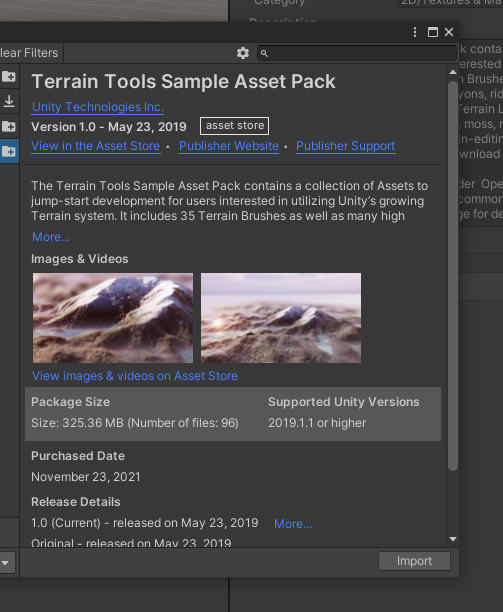 Category
2D/Textures & Ma
Description
lear Filters
Terrain Tools Sample Asset Pack
Unity Technologies Inc.
Version 1.0 - May 23, 2019 asset store
View in the Asset Store • Publisher Website • Publisher Support
The Terrain Tools Sample Asset Pack contains a collection of Assets to
jump-start development for users interested in utilizing Unity's growing
Terrain system. It includes 35 Terrain Brushes as well as many high
More...
Images & Videos
View images & videos on Asset Store
Package Size
Supported Unity Versions
Size: 325.36 MB (Number of files: 96)
2019.1.1 or higher
Purchased Date
November 23, 2021
Release Details
1.0 (Current) - released on May 23, 2019 More...
Original - released on May 23, 2019
Import
k conta
erested
n Brushe
yons, rid
Terrain L
, moss, r
in-editin
ownload
der Ope
common
ge for de